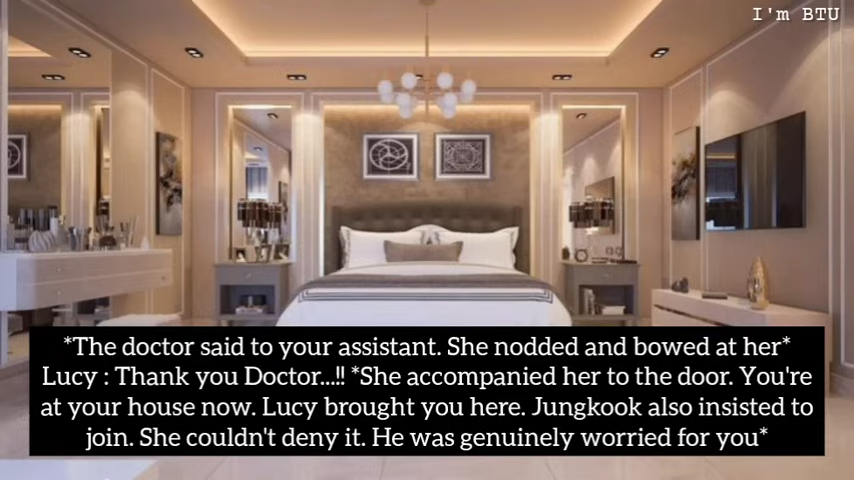 I'm BTU
*The doctor said to your assistant. She nodded and bowed at her*
Lucy : Thank you Doctor...!! *She accompanied her to the door. You're
at your house now. Lucy brought you here. Jungkook also insisted to
join. She couldn't deny it. He was genuinely worried for you*